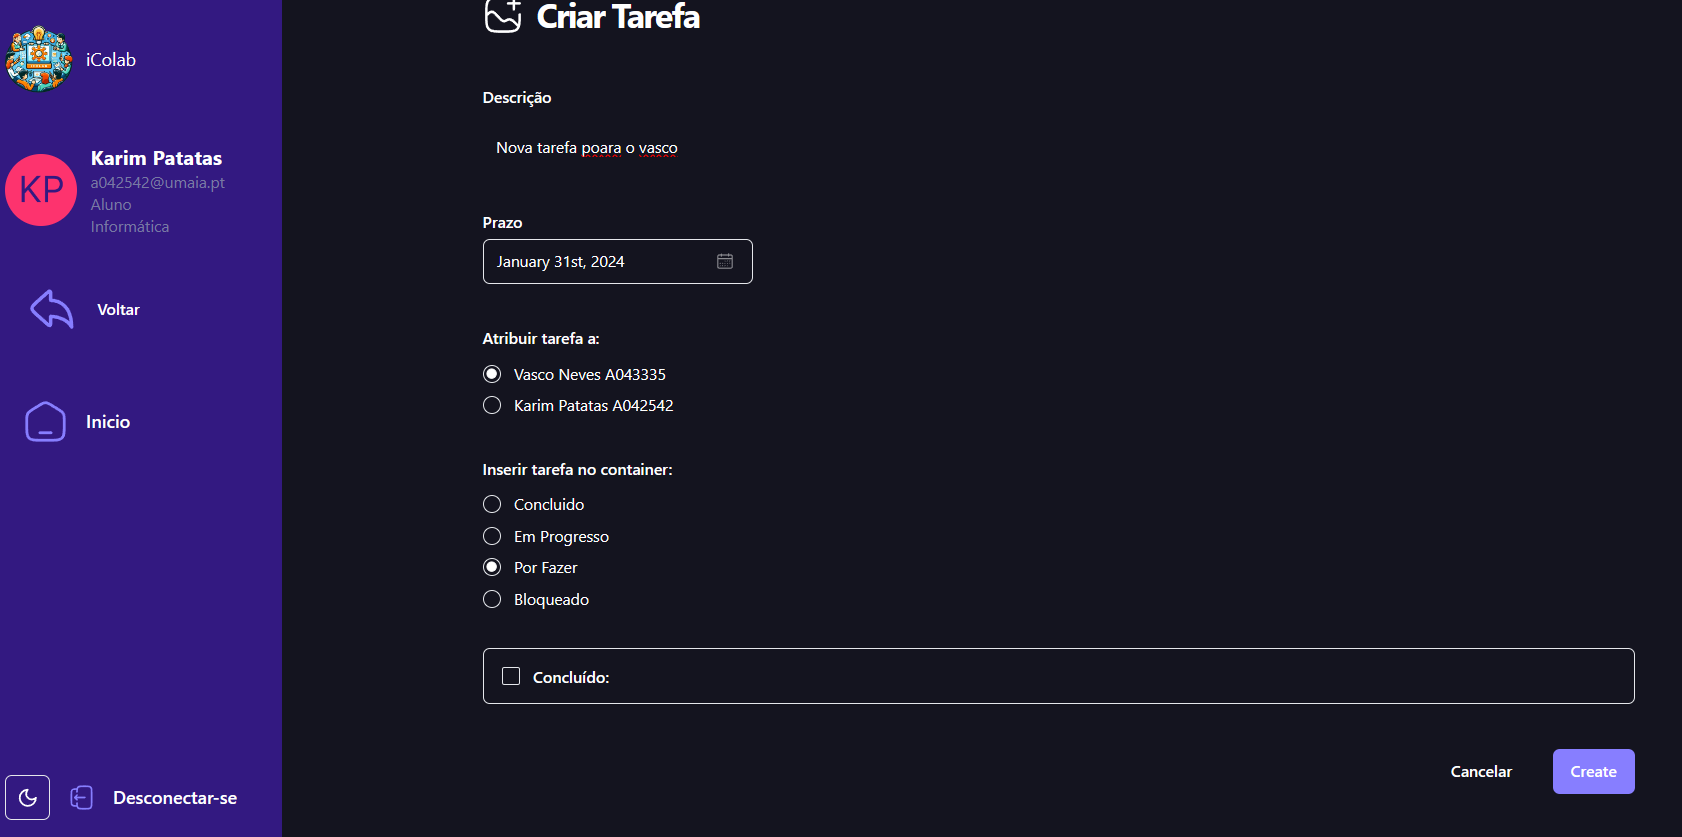 iColab
KP
Karim Patatas
a042542@umaia.pt
Aluno
Informática
Voltar
Inicio
Desconectar-se
Criar Tarefa
Descrição
Nova tarefa poara o vasco
Prazo
January 31st, 2024
Atribuir tarefa a:
Vasco Neves A043335
Karim Patatas A042542
Inserir tarefa no container:
Concluido
Em Progresso
Por Fazer
Bloqueado
Concluído:
Cancelar
Create